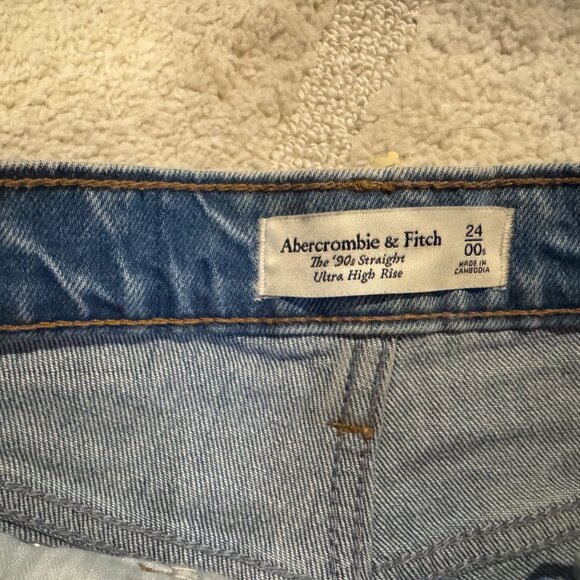 Abercrombie & Fitch
The '90s Straight
Ultra High Rise
24
00s
MADE IN
CAMBODIA